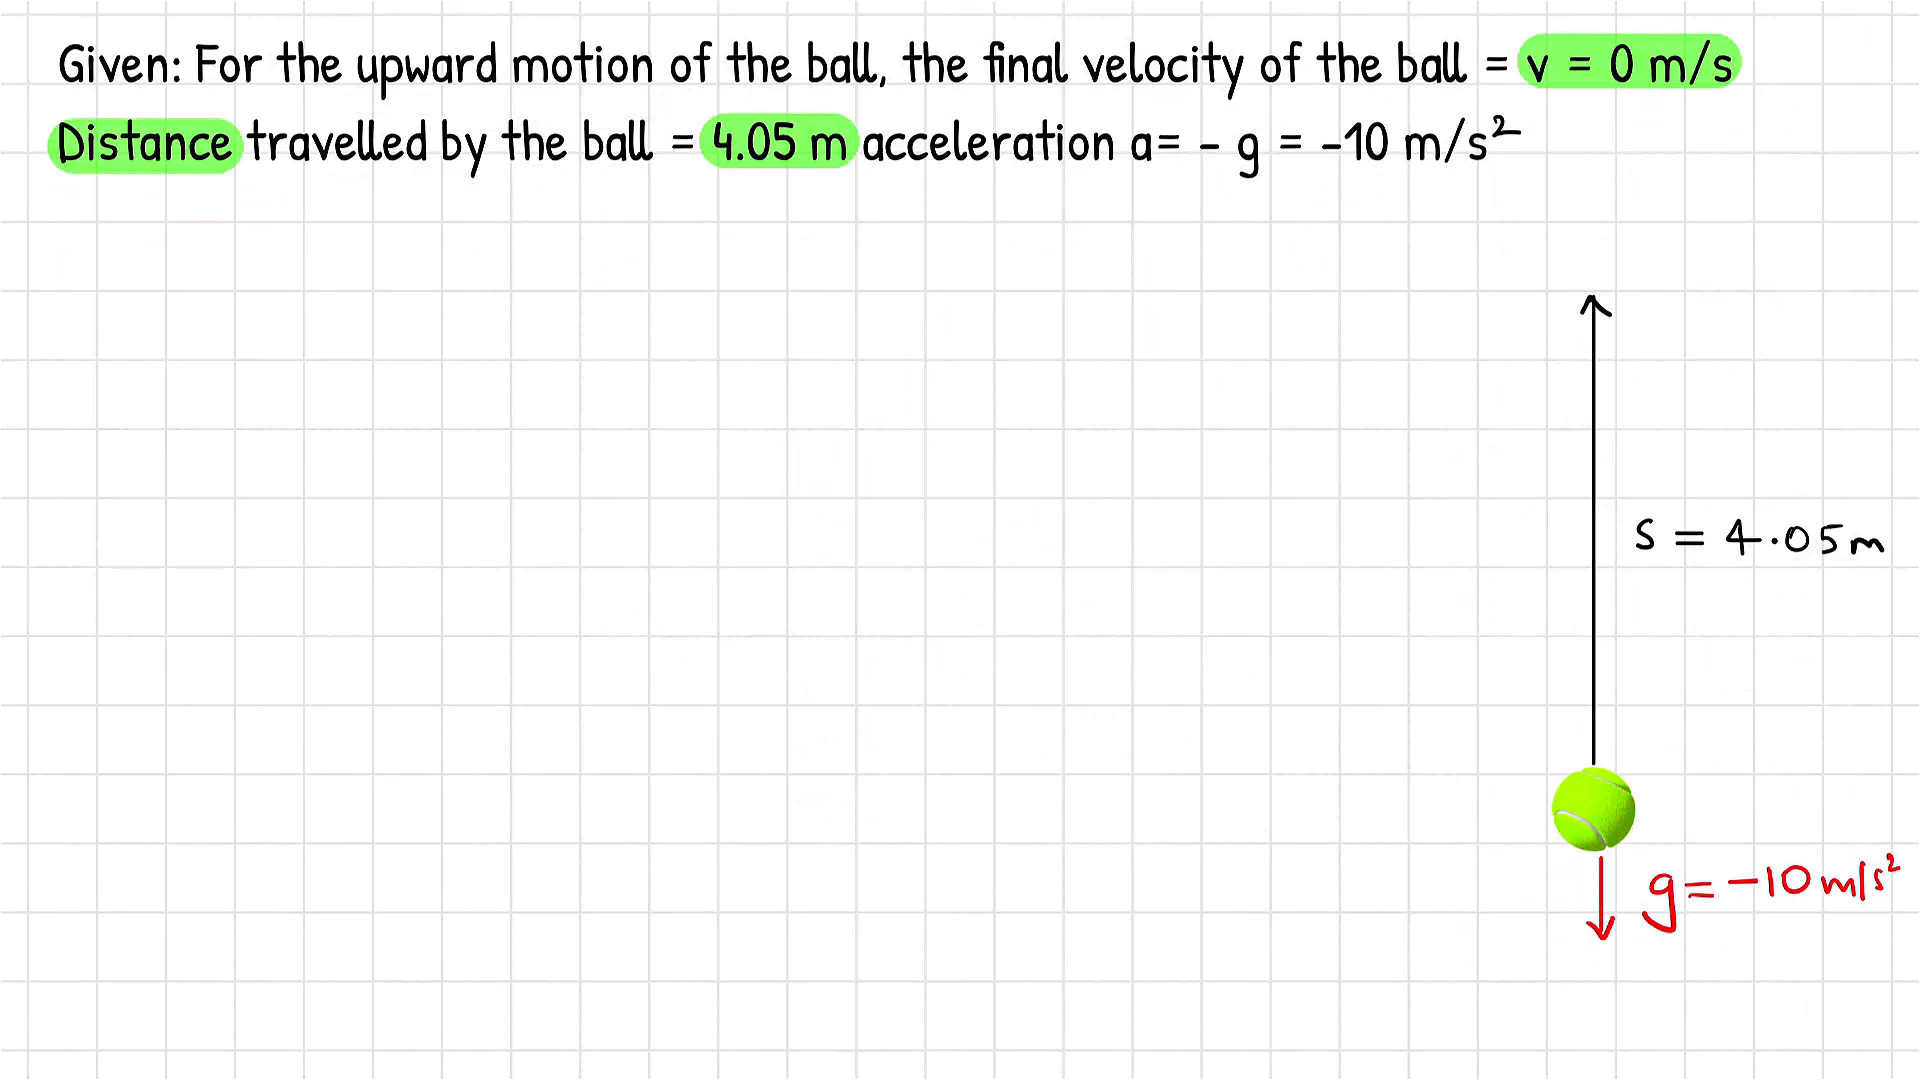 Given: For the upward motion of the ball, the final velocity of the ball = v = 0 m/s
Distance travelled by the ball = 4.05 m acceleration a= - g = -10 m/s²
s = 4.05m
g = -10 m/s²